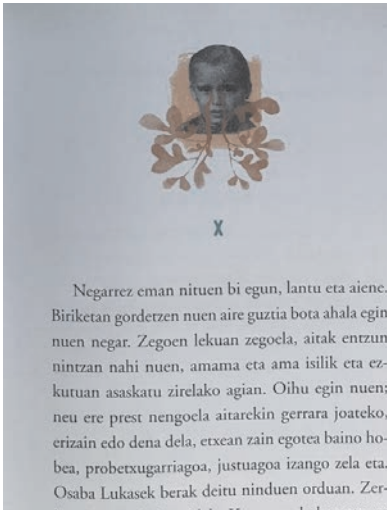 X
Negarrez eman nituen bi egun, lantu eta aiene.
Biriketan gordetzen nuen aire guztia bota ahala egin
nuen negar. Zegoen lekuan zegoela, aitak entzun
nintzan nahi nuen, amama eta ama isilik eta ez-
kutuan asaskatu zirelako agian. Oihu egin nuen;
neu ere prest nengoela aitarekin gerrara joateko,
erizain edo dena dela, etxean zain egotea baino ho-
bea, probetxugarriagoa, justuagoa izango zela eta.
Osaba Lukasek berak deitu ninduen orduan. Zer-